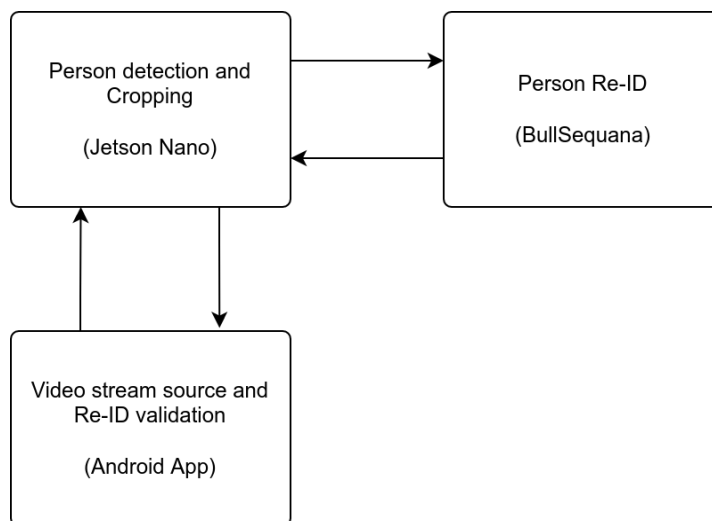 Person detection and
Cropping
(Jetson Nano)
Person Re-ID
(BullSequana)
Video stream source and
Re-ID validation
(Android App)